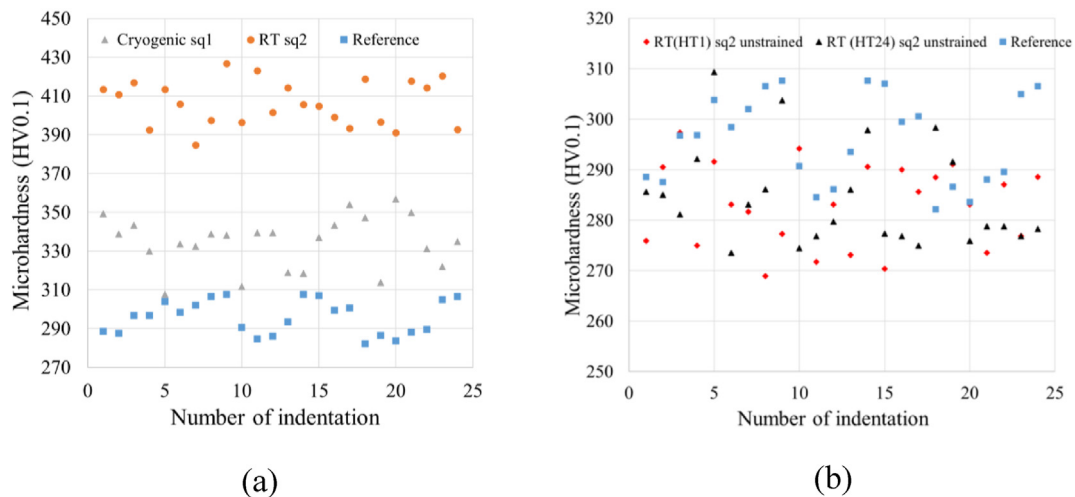 450
430
410
390
370
350
330
310
290
270
Microhardness (HV0.1)
Cryogenic sq1 RT sq2 Reference
0 5 10 15 20 25
Number of indentation
(a)
320
310
300
290
280
270
260
250
Microhardness (HV0.1)
RT(HT1) sq2 unstrained RT (HT24) sq2 unstrained Reference
0 5 10 15 20 25
Number of indentation
(b)